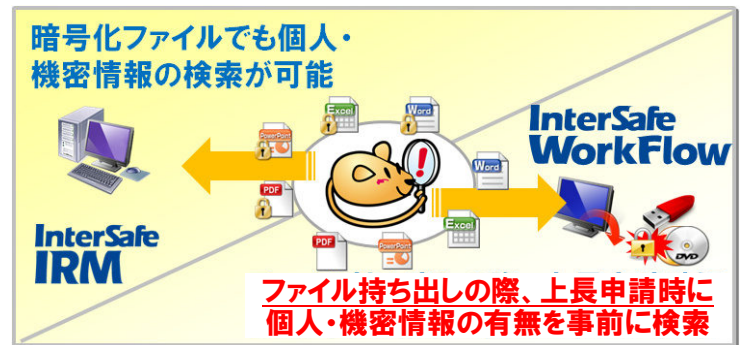 暗号化ファイルでも個人・
機密情報の検索が可能
Excel
Word
PowerPoint
InterSafe
WorkFlow
Word
PDF
Excel
InterSafe
IRM
PDF
PowerPoint
DVD
ファイル持ち出しの際、上長申請時に
個人・機密情報の有無を事前に検索